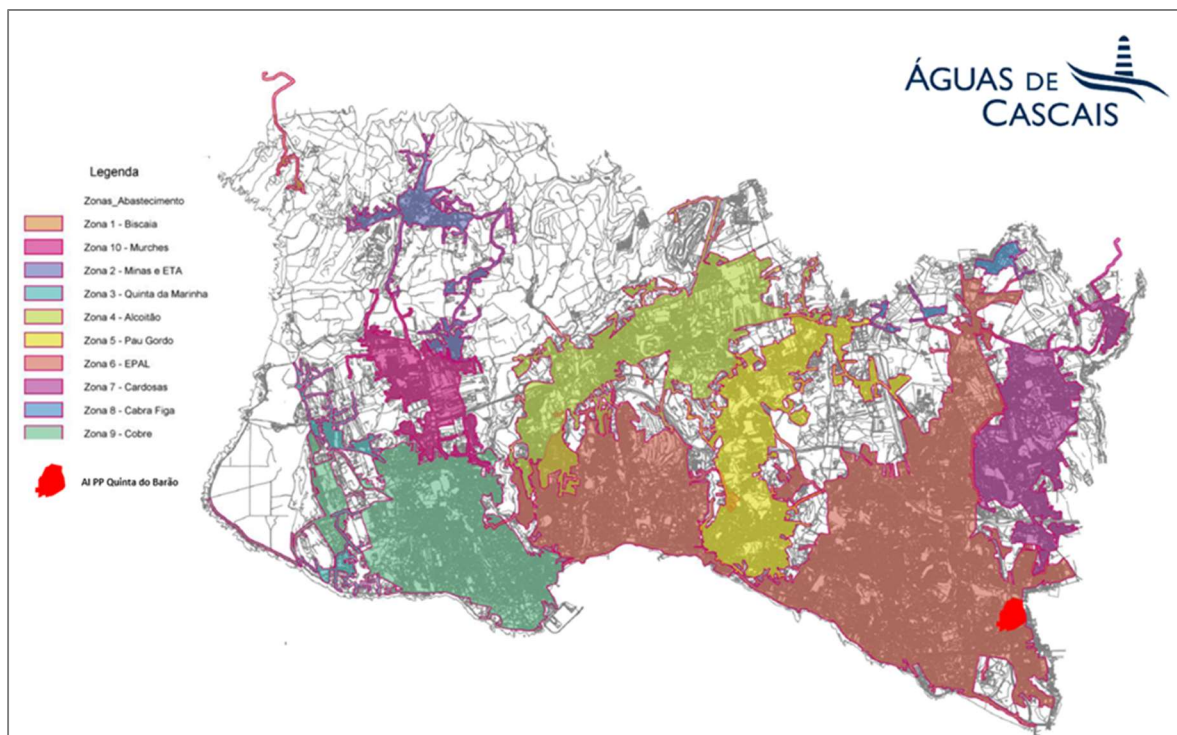 ÁGUAS DE
CASCAIS
Legenda
Zonas_Abastecimento
Zona 1 - Biscaia
Zona 10 - Murches
Zona 2 - Minas e ETA
Zona 3 - Quinta da Marinha
Zona 4 - Alcoitão
Zona 5 - Pau Gordo
Zona 6 - EPAL
Zona 7 - Cardosas
Zona 8 - Cabra Figa
Zona 9 - Cobre
AI PP Quinta do Barão